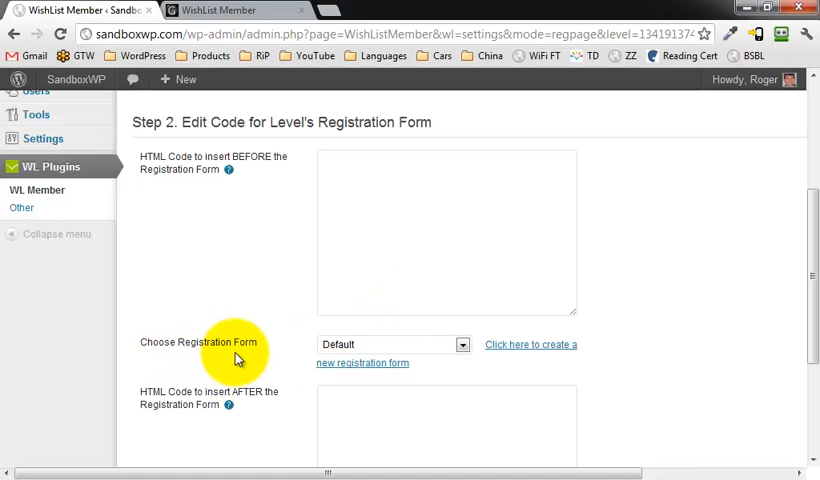 WishList Member ‹ Sandbo
WishList Member
sandboxwp.com/wp-admin/admin.php?page=WishListMember&wl=settings&mode=regpage&level=134191374
Gmail GTW WordPress Products RiP YouTube Languages Cars China WiFi FT TD ZZ Reading Cert BSBL
SandboxWP + New Howdy, Roger
Users
Tools
Settings
WL Plugins
WL Member
Other
Collapse menu
Step 2. Edit Code for Level's Registration Form
HTML Code to insert BEFORE the
Registration Form ?
Choose Registration Form
Default
Click here to create a
new registration form
HTML Code to insert AFTER the
Registration Form ?